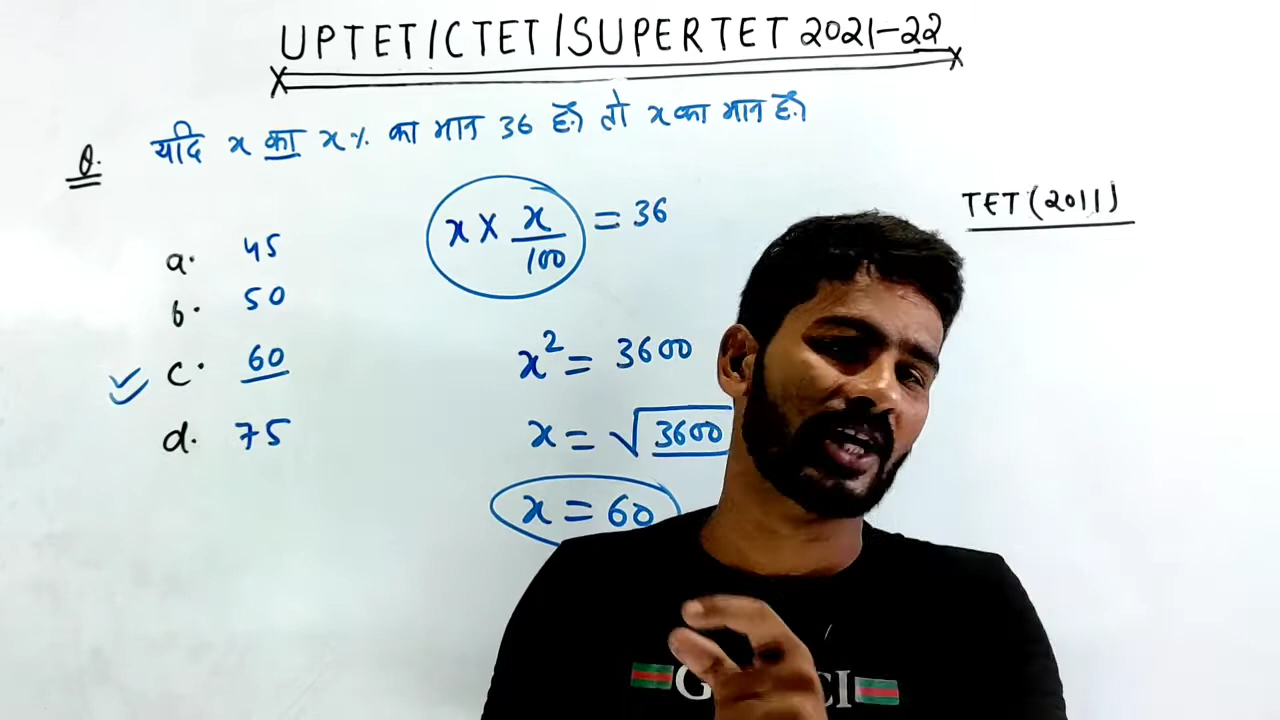 UPTET/CTET/SUPERTET 2021-22
Q. यदि x का x% का मान 36 है। तो x का मान है।
TET (2011)
x × x/100 = 36
a. 45
b. 50
c. 60
d. 75
x² = 3600
x = √3600
x = 60